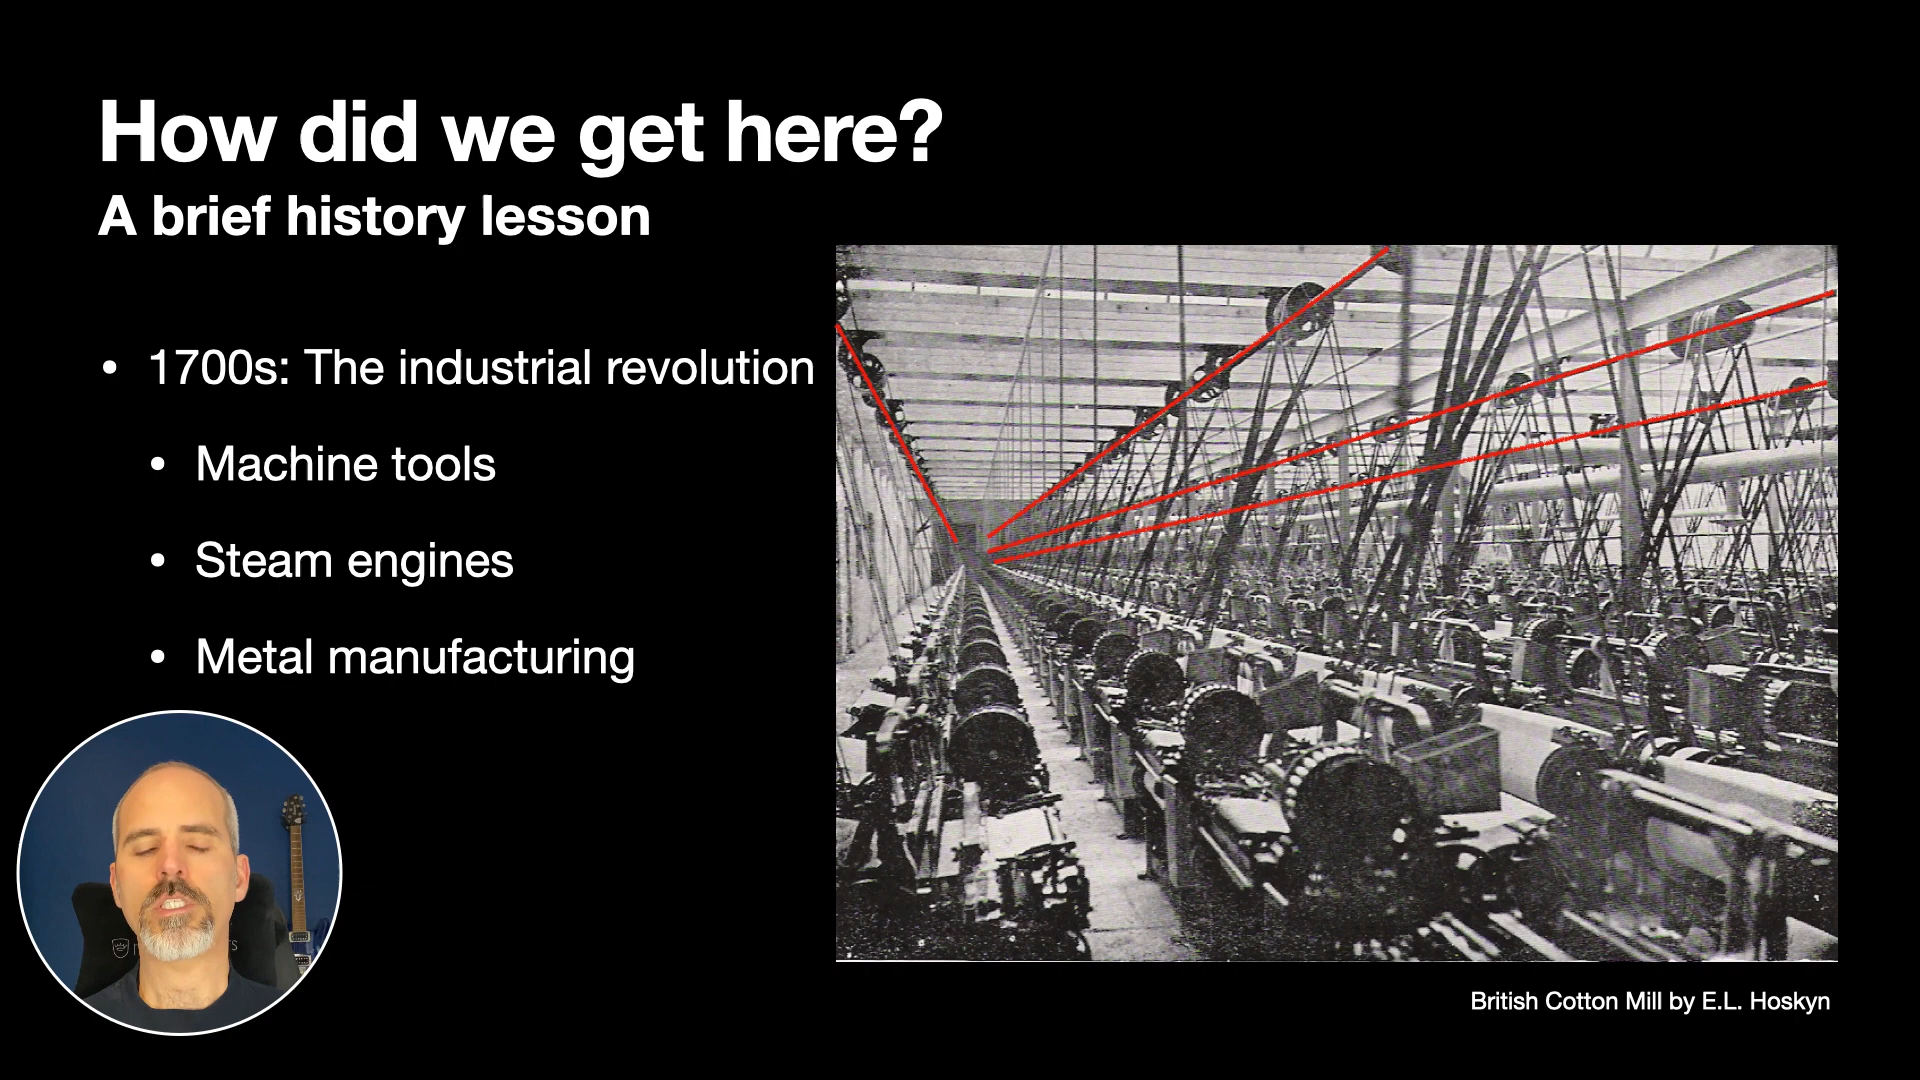 How did we get here?
A brief history lesson
• 1700s: The industrial revolution
• Machine tools
• Steam engines
• Metal manufacturing
British Cotton Mill by E.L. Hoskyn